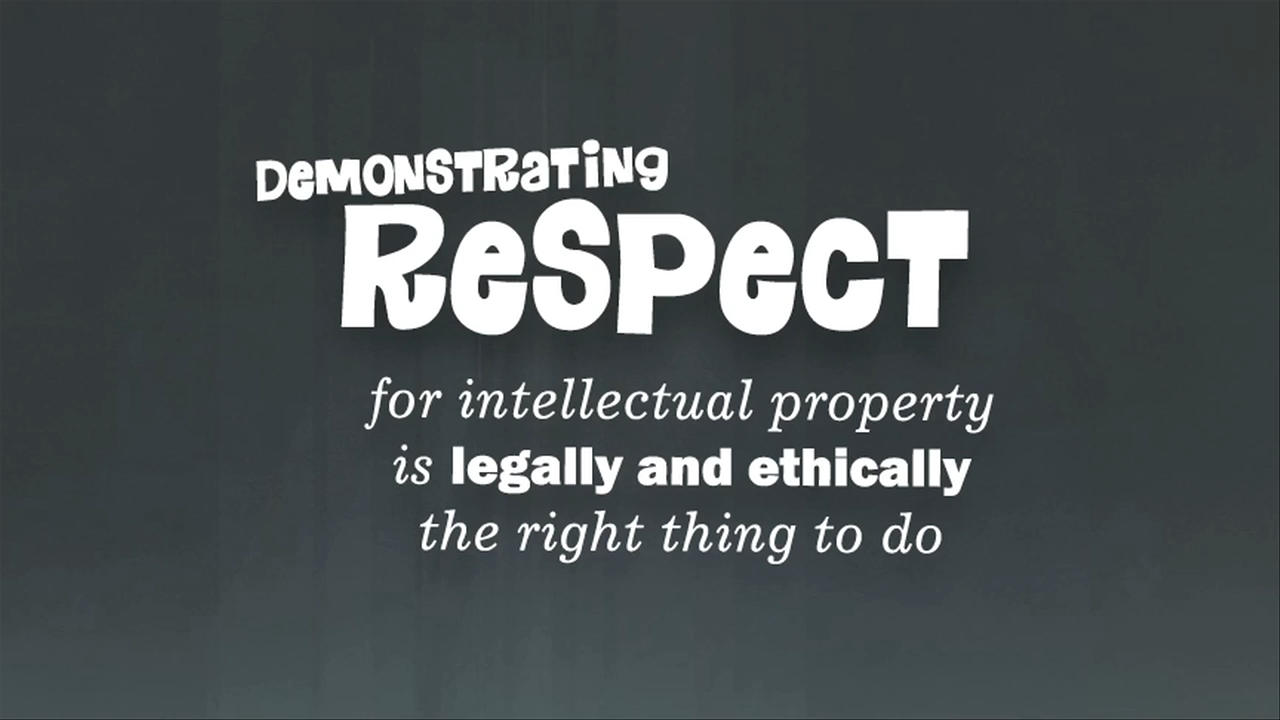 DeMONSTRaTiNg
ReSPecT
for intellectual property
is legally and ethically
the right thing to do